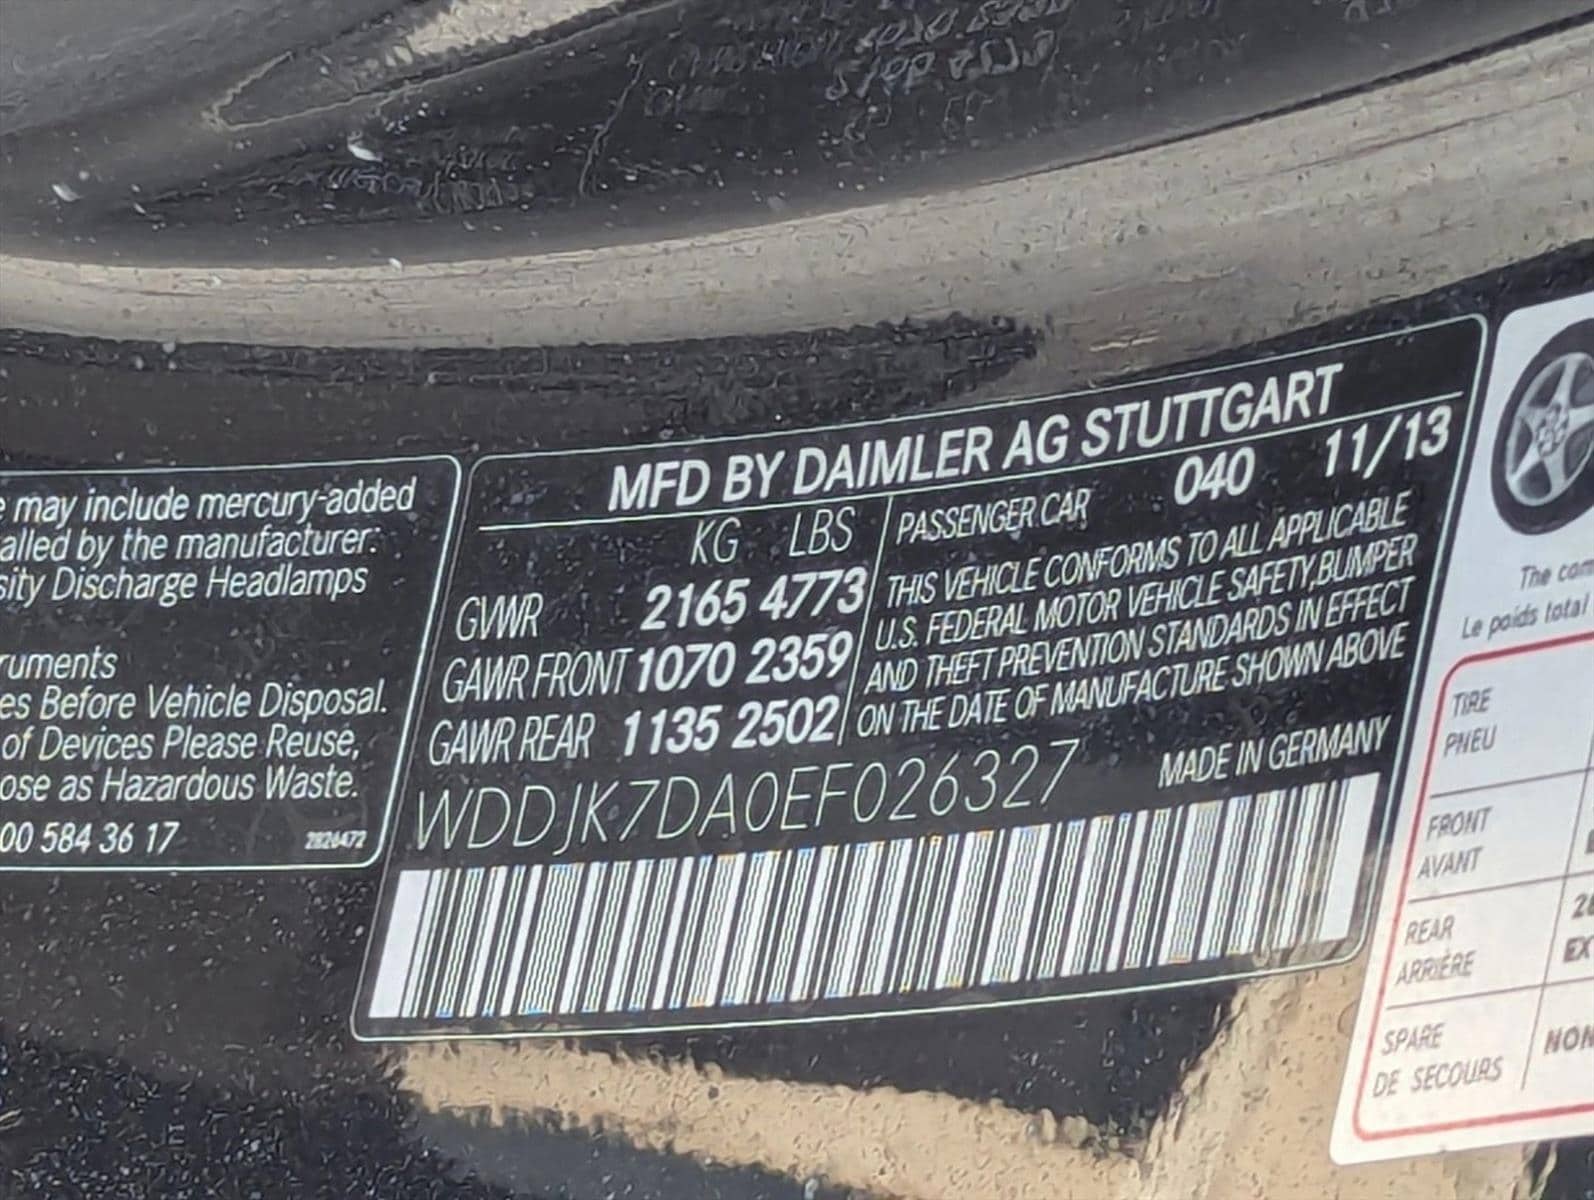 e may include mercury-added
alled by the manufacturer:
sity Discharge Headlamps
ruments
es Before Vehicle Disposal.
of Devices Please Reuse,
ose as Hazardous Waste.
00 584 36 17
2826472
MFD BY DAIMLER AG STUTTGART
KG LBS
GVWR 2165 4773
GAWR FRONT 1070 2359
GAWR REAR 1135 2502
PASSENGER CAR 040 11/13
THIS VEHICLE CONFORMS TO ALL APPLICABLE
U.S. FEDERAL MOTOR VEHICLE SAFETY,BUMPER
AND THEFT PREVENTION STANDARDS IN EFFECT
ON THE DATE OF MANUFACTURE SHOWN ABOVE
WDDJK7DA0EF026327 MADE IN GERMANY
The com
Le poids total
TIRE
PNEU
FRONT
AVANT
REAR
ARRIÈRE
EX
SPARE
DE SECOURS
NON